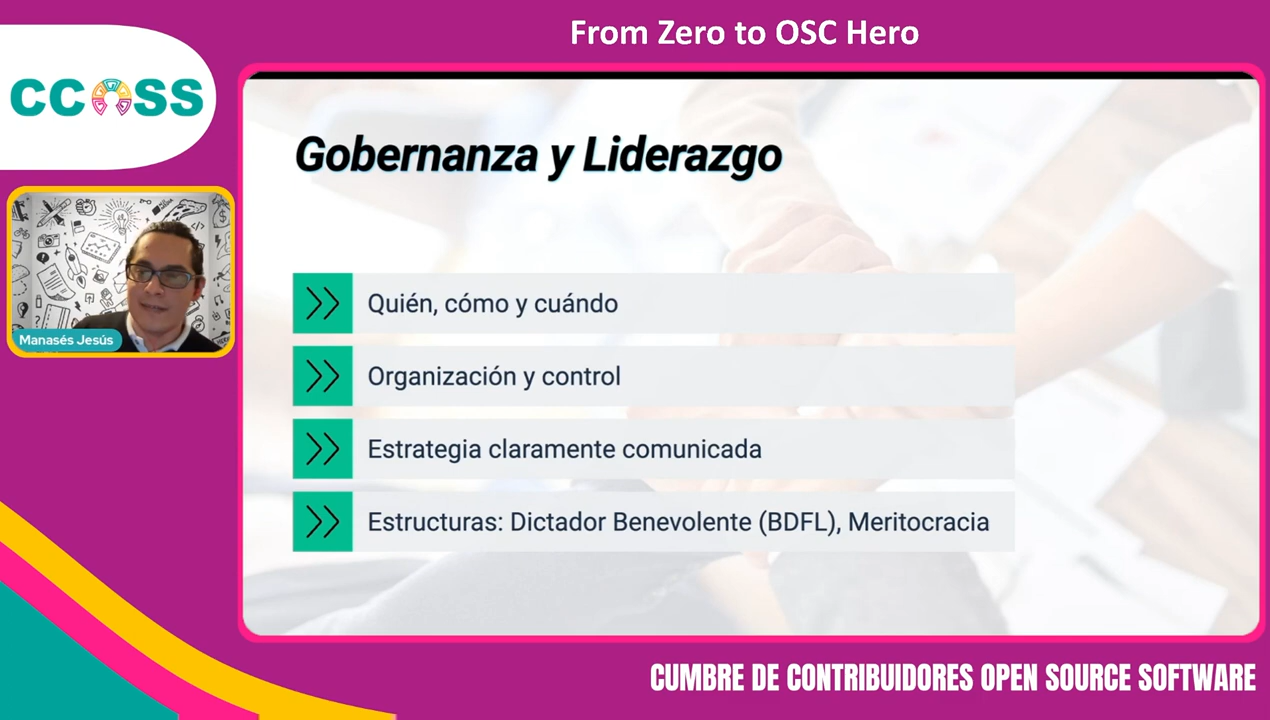 From Zero to OSC Hero
CCOSS
Gobernanza y Liderazgo
Manasés Jesús
Quién, cómo y cuándo
Organización y control
Estrategia claramente comunicada
Estructuras: Dictador Benevolente (BDFL), Meritocracia
CUMBRE DE CONTRIBUIDORES OPEN SOURCE SOFTWARE